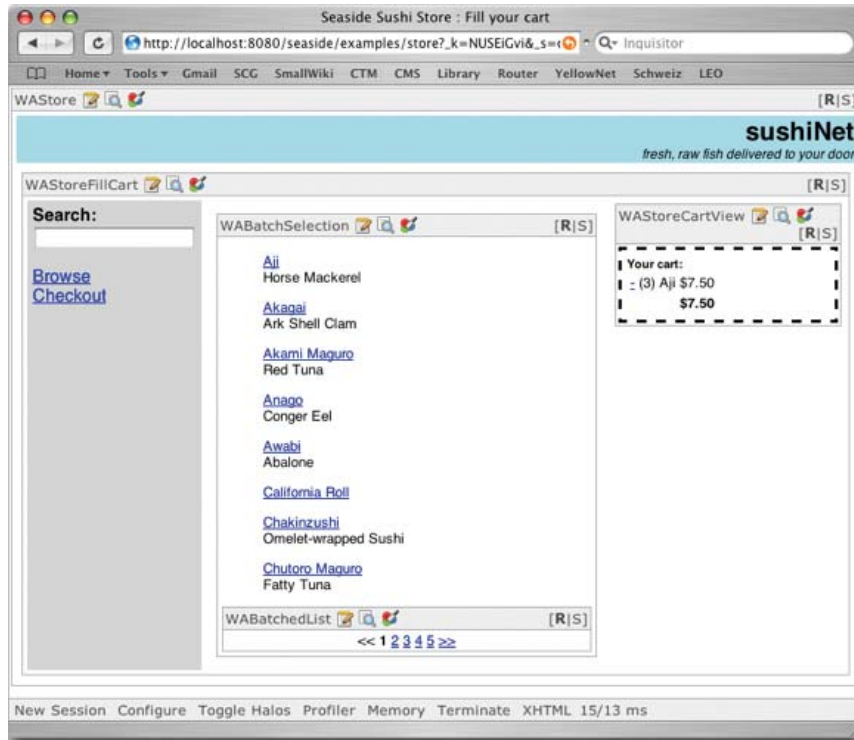 Seaside Sushi Store : Fill your cart
http://localhost:8080/seaside/examples/store?_k=NUSEiGvi&_s=
Inquisitor
Home Tools Gmail SCG SmallWiki CTM CMS Library Router YellowNet Schweiz LEO
WAStore [R|S]
sushiNet
fresh, raw fish delivered to your door
WAStoreFillCart [R|S]
Search:
Browse
Checkout
WABatchSelection [R|S]
Aji
Horse Mackerel
Akagai
Ark Shell Clam
Akami Maguro
Red Tuna
Anago
Conger Eel
Awabi
Abalone
California Roll
Chakinzushi
Omelet-wrapped Sushi
Chutoro Maguro
Fatty Tuna
WABatchedList [R|S]
<< 1 2 3 4 5 >>
WAStoreCartView
[R|S]
Your cart:
- (3) Aji $7.50
$7.50
New Session Configure Toggle Halos Profiler Memory Terminate XHTML 15/13 ms